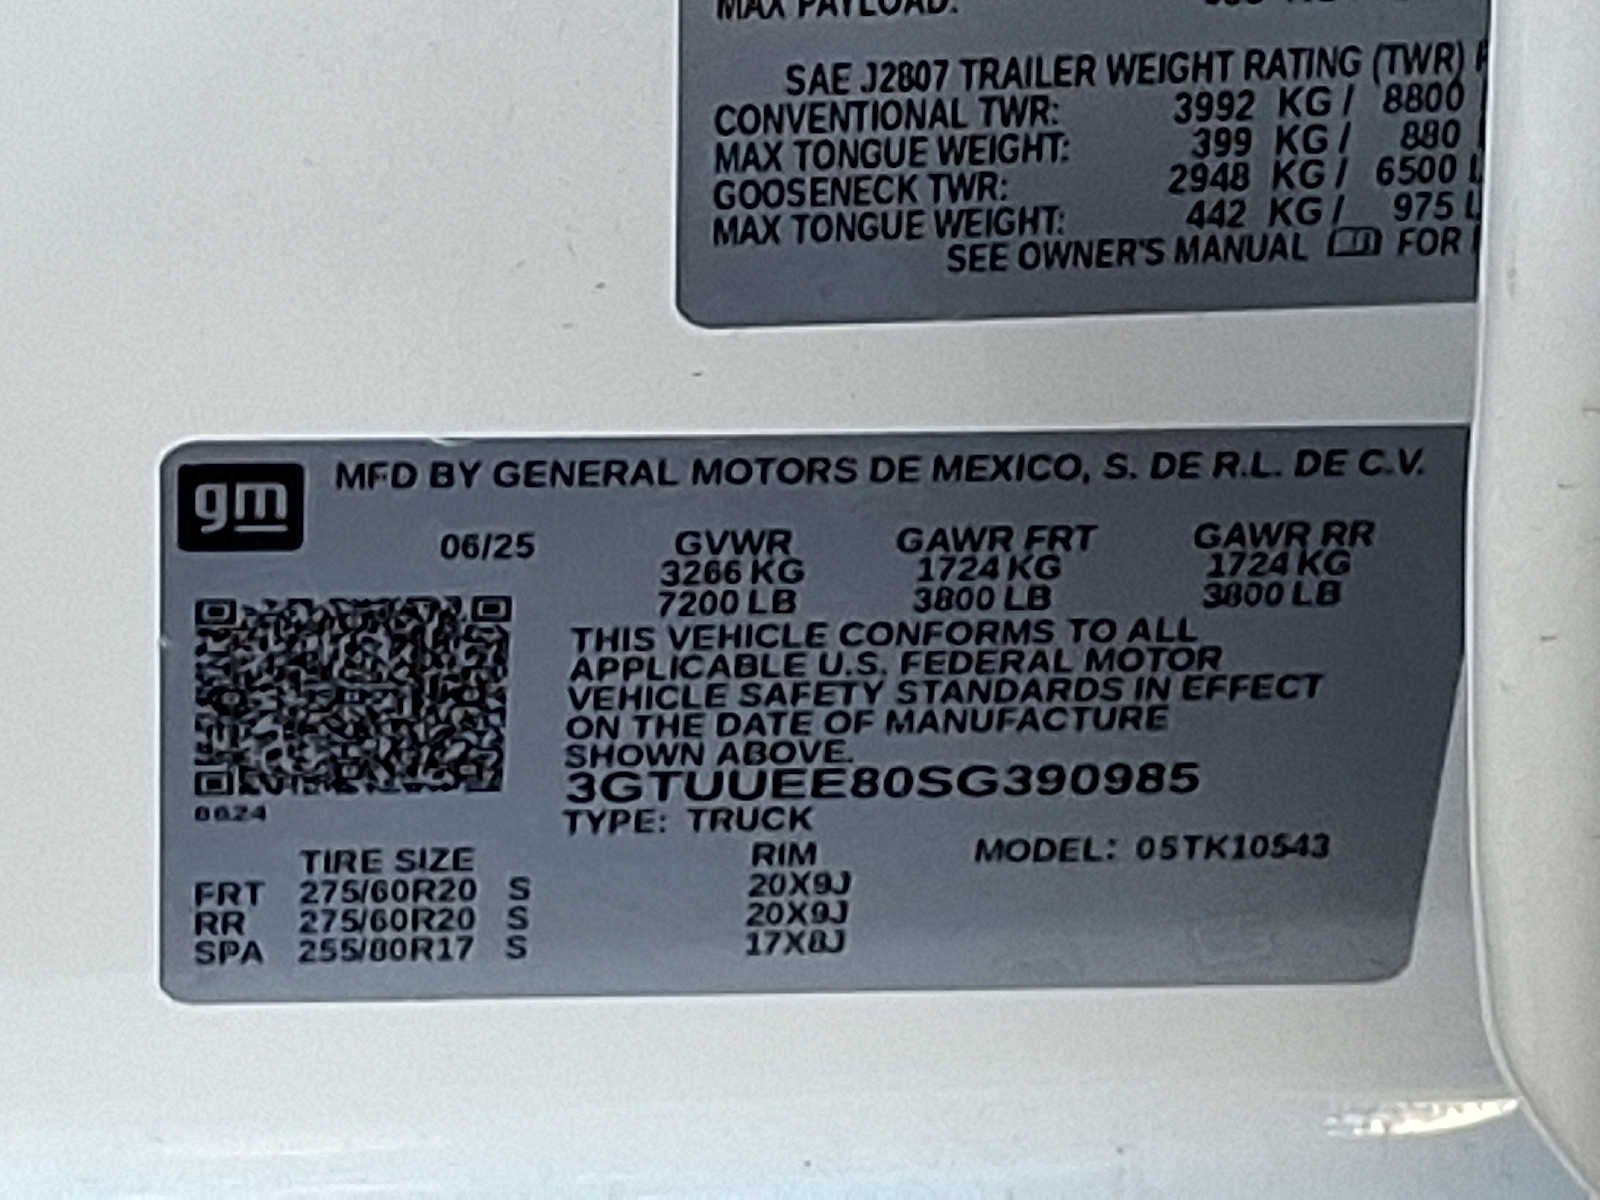 MAX PAYLOAD:
SAE J2807 TRAILER WEIGHT RATING (TWR)
CONVENTIONAL TWR: 3992 KG / 8800
MAX TONGUE WEIGHT: 399 KG / 880
GOOSENECK TWR: 2948 KG / 6500 L
MAX TONGUE WEIGHT: 442 KG / 975 L
SEE OWNER'S MANUAL FOR
gm
MFD BY GENERAL MOTORS DE MEXICO, S. DE R.L. DE C.V.
06/25 GVWR GAWR FRT GAWR RR
3266 KG 1724 KG 1724 KG
7200 LB 3800 LB 3800 LB
THIS VEHICLE CONFORMS TO ALL
APPLICABLE U.S. FEDERAL MOTOR
VEHICLE SAFETY STANDARDS IN EFFECT
ON THE DATE OF MANUFACTURE
SHOWN ABOVE.
3GTUUEE80SG390985
0624
TYPE: TRUCK
TIRE SIZE RIM MODEL: 05TK10543
FRT 275/60R20 S 20X9J
RR 275/60R20 S 20X9J
SPA 255/80R17 S 17X8J